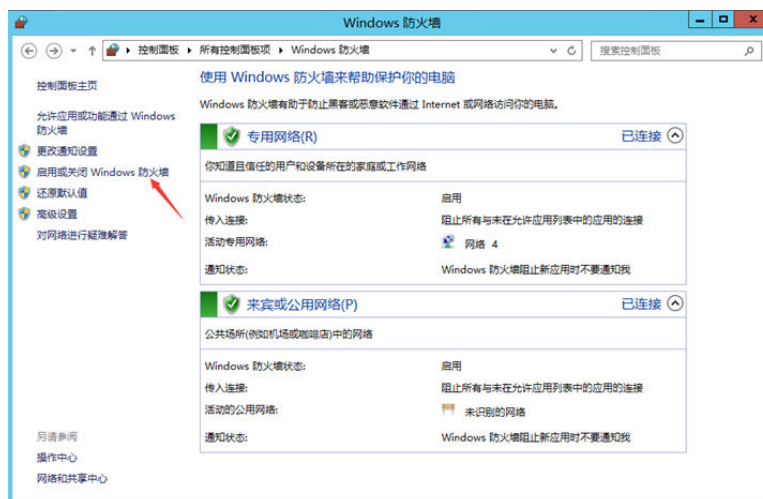 Windows 防火墙
控制面板 所有控制面板项 Windows 防火墙
搜索控制面板
控制面板主页
允许应用或功能通过 Windows
防火墙
更改通知设置
启用或关闭 Windows 防火墙
还原默认值
高级设置
对网络进行疑难解答
另请参阅
操作中心
网络和共享中心
使用 Windows 防火墙来帮助保护你的电脑
Windows 防火墙有助于防止黑客或恶意软件通过 Internet 或网络访问你的电脑。
专用网络(R) 已连接
你知道且信任的用户和设备所在的家庭或工作网络
Windows 防火墙状态: 启用
传入连接: 阻止所有与未在允许应用列表中的应用的连接
活动专用网络: 网络 4
通知状态: Windows 防火墙阻止新应用时不要通知我
来宾或公用网络(P) 已连接
公共场所(例如机场或咖啡店)中的网络
Windows 防火墙状态: 启用
传入连接: 阻止所有与未在允许应用列表中的应用的连接
活动的公用网络: 未识别的网络
通知状态: Windows 防火墙阻止新应用时不要通知我